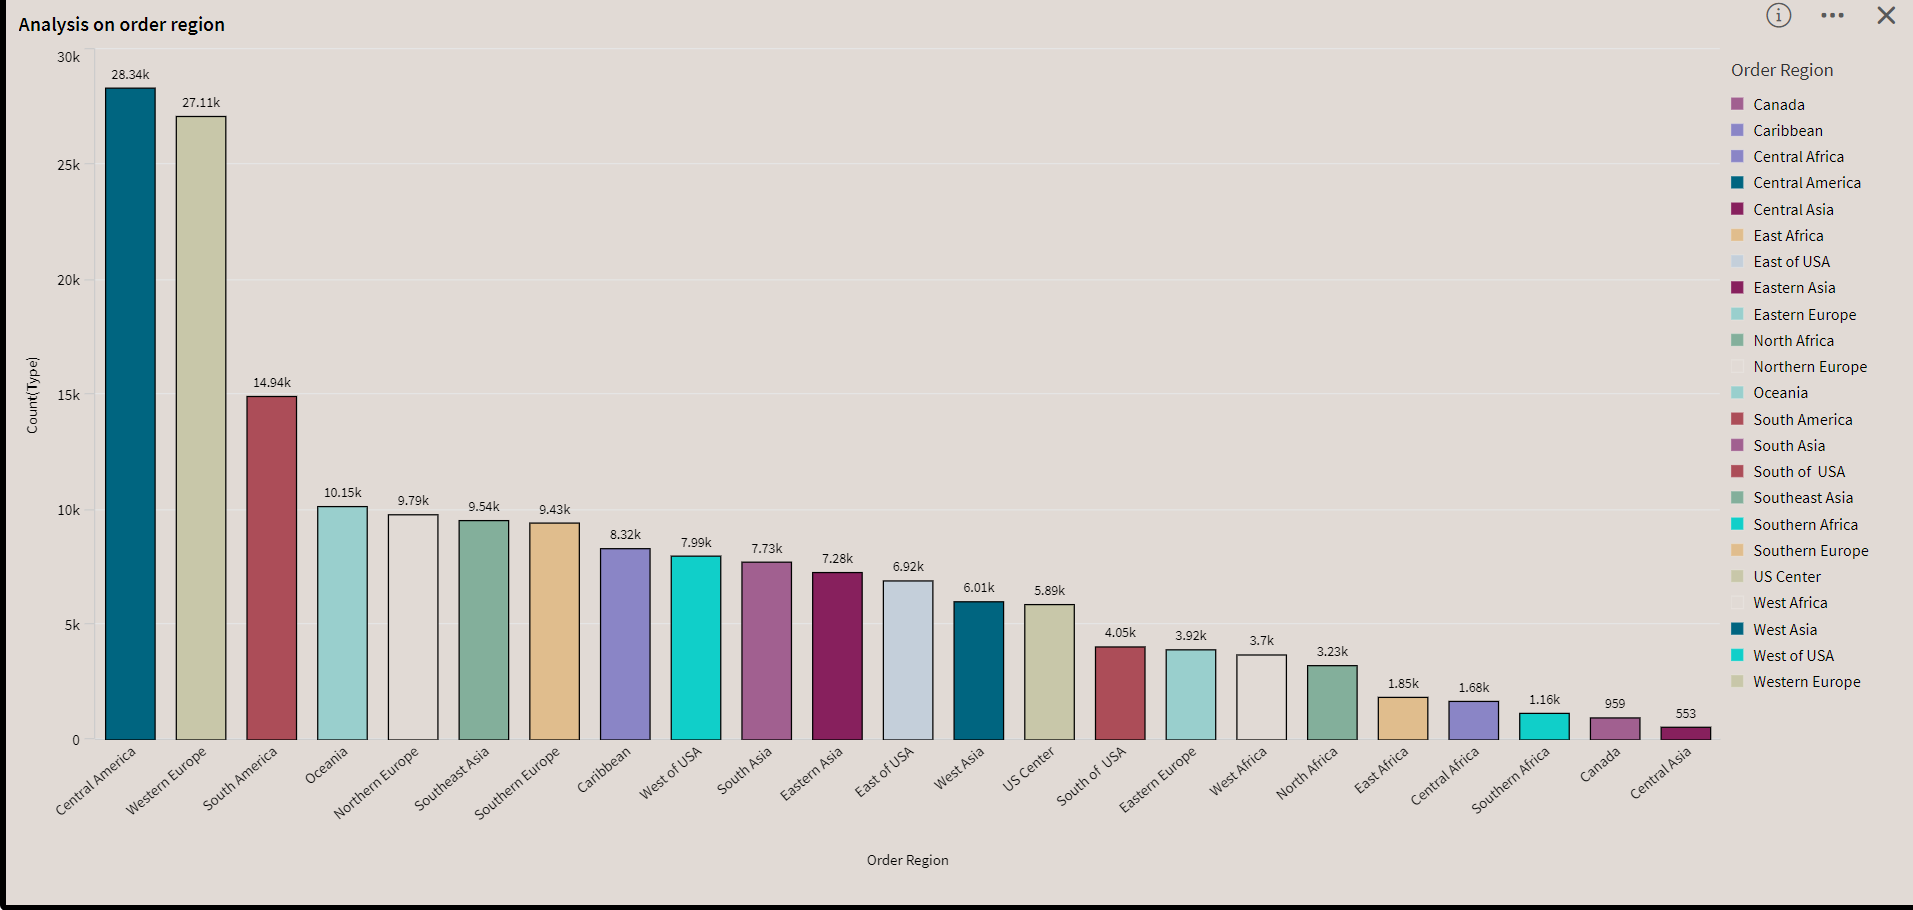 Analysis on order region
30k
25k
20k
15k
10k
5k
0
Count(Type)
28.34k
27.11k
14.94k
10.15k
9.79k
9.54k
9.43k
8.32k
7.99k
7.73k
7.28k
6.92k
6.01k
5.89k
4.05k
3.92k
3.7k
3.23k
1.85k
1.68k
1.16k
959
553
Central America
Western Europe
South America
Oceania
Northern Europe
Southeast Asia
Southern Europe
Caribbean
West of USA
South Asia
Eastern Asia
East of USA
West Asia
US Center
South of  USA
Eastern Europe
West Africa
North Africa
East Africa
Central Africa
Southern Africa
Canada
Central Asia
Order Region
Order Region
Canada
Caribbean
Central Africa
Central America
Central Asia
East Africa
East of USA
Eastern Asia
Eastern Europe
North Africa
Northern Europe
Oceania
South America
South Asia
South of  USA
Southeast Asia
Southern Africa
Southern Europe
US Center
West Africa
West Asia
West of USA
Western Europe